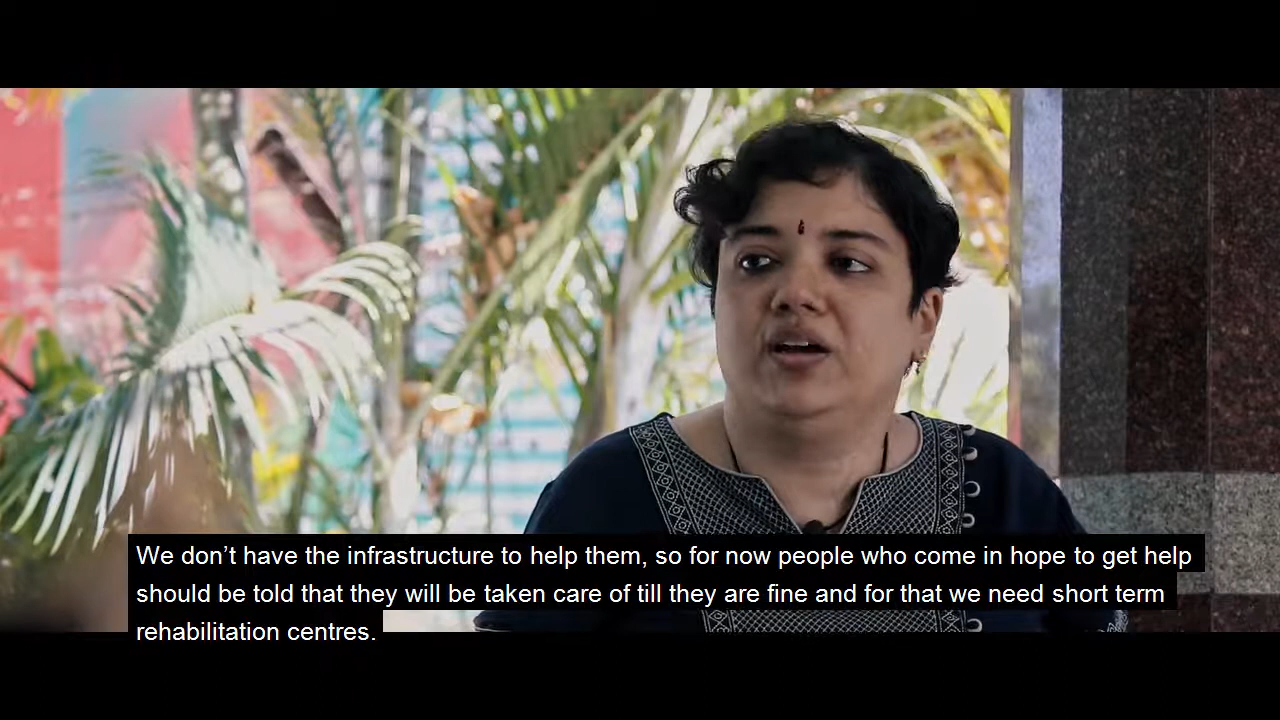 We don’t have the infrastructure to help them, so for now people who come in hope to get help
should be told that they will be taken care of till they are fine and for that we need short term
rehabilitation centres.